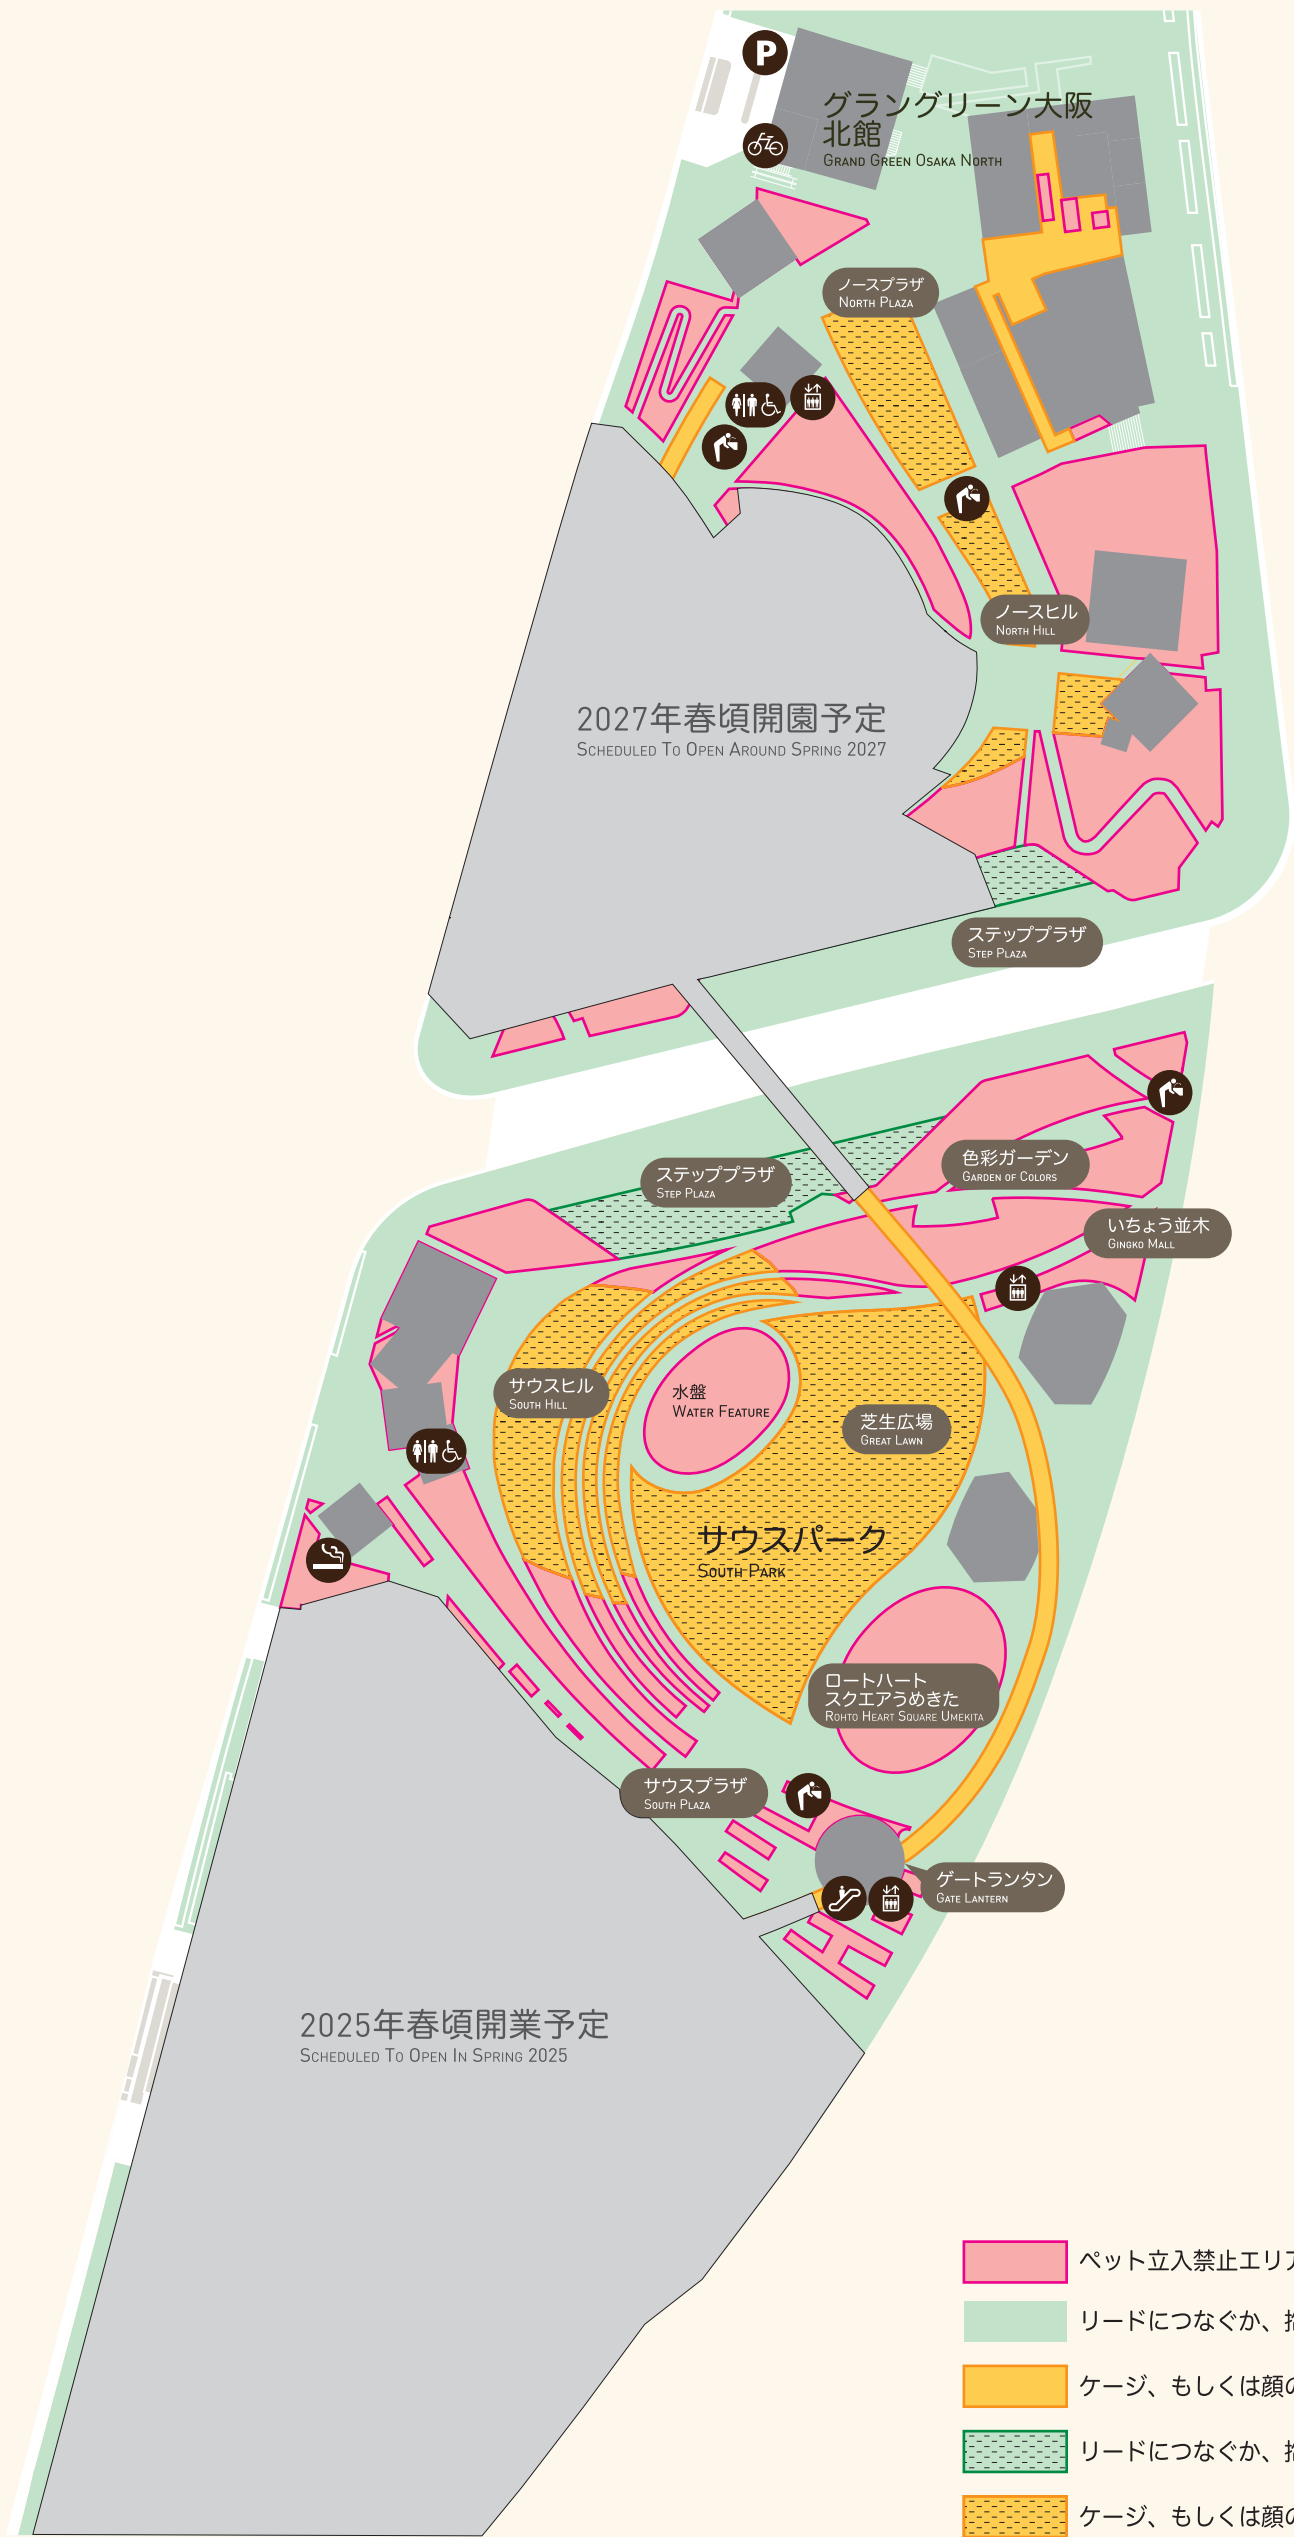 P
グラングリーン大阪
北館
GRAND GREEN OSAKA NORTH
ノースプラザ
NORTH PLAZA
ノースヒル
NORTH HILL
2027年春頃開園予定
SCHEDULED TO OPEN AROUND SPRING 2027
ステッププラザ
STEP PLAZA
色彩ガーデン
GARDEN OF COLORS
ステッププラザ
STEP PLAZA
いちょう並木
GINGKO MALL
サウスヒル
SOUTH HILL
水盤
WATER FEATURE
芝生広場
GREAT LAWN
サウスパーク
SOUTH PARK
ロートハート
スクエアうめきた
ROHTO HEART SQUARE UMEKITA
サウスプラザ
SOUTH PLAZA
ゲートランタン
GATE LANTERN
2025年春頃開業予定
SCHEDULED TO OPEN IN SPRING 2025
ペット立入禁止エリア
リードにつなぐか、
ケージ、もしくは顔の
リードにつなぐか、
ケージ、もしくは顔の